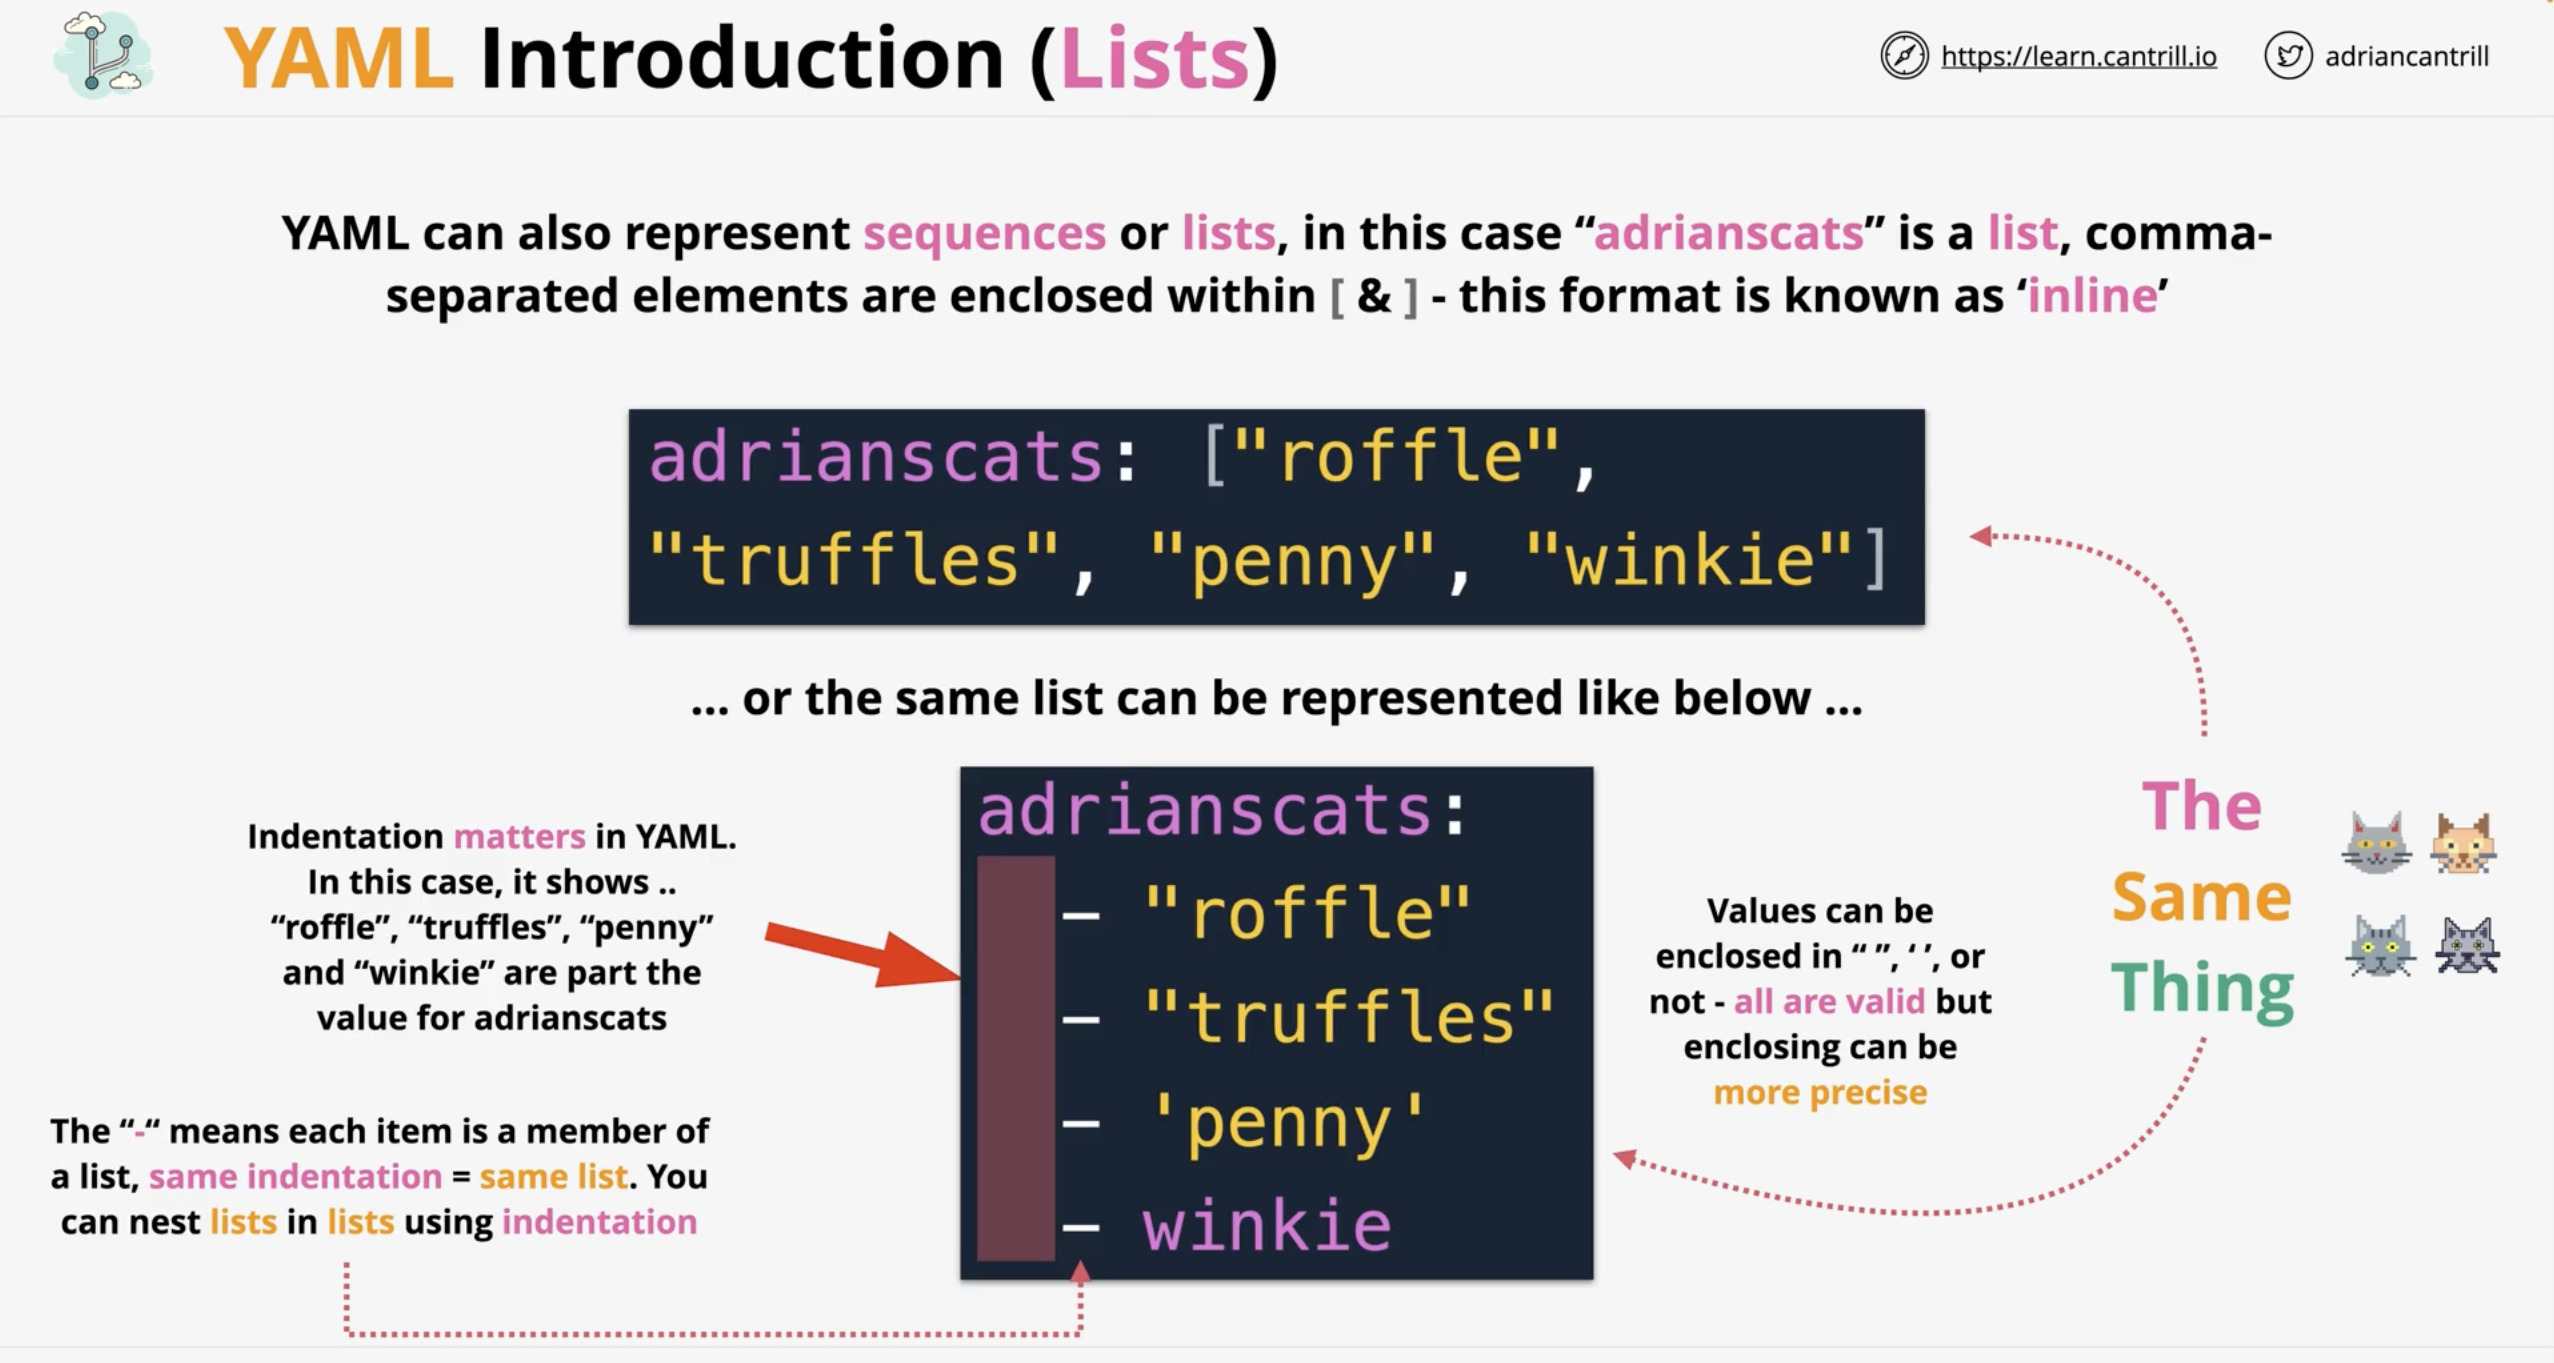 YAML Introduction (Lists)
https://learn.cantrill.io
adriancantrill
YAML can also represent sequences or lists, in this case “adrianscats” is a list, comma-
separated elements are enclosed within [ & ] - this format is known as ‘inline’
adrianscats: ["roffle",
"truffles", "penny", "winkie"]
... or the same list can be represented like below ...
Indentation matters in YAML.
In this case, it shows ..
“roffle”, “truffles”, “penny”
and “winkie” are part the
value for adrianscats
The “-“ means each item is a member of
a list, same indentation = same list. You
can nest lists in lists using indentation
adrianscats:
- "roffle"
- "truffles"
- 'penny'
- winkie
Values can be
enclosed in “ ”, ‘ ’, or
not - all are valid but
enclosing can be
more precise
The
Same
Thing